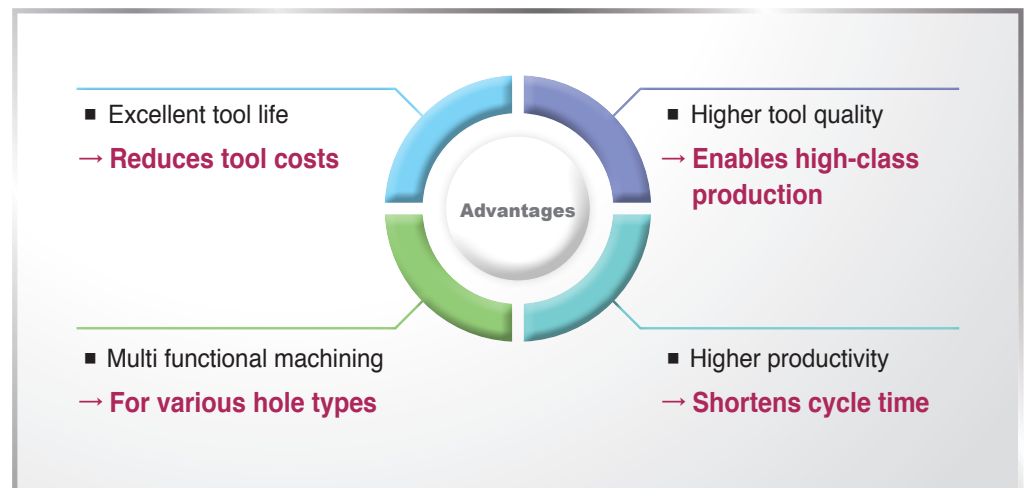 ■ Excellent tool life
→ Reduces tool costs
■ Higher tool quality
→ Enables high-class
production
Advantages
■ Multi functional machining
→ For various hole types
■ Higher productivity
→ Shortens cycle time